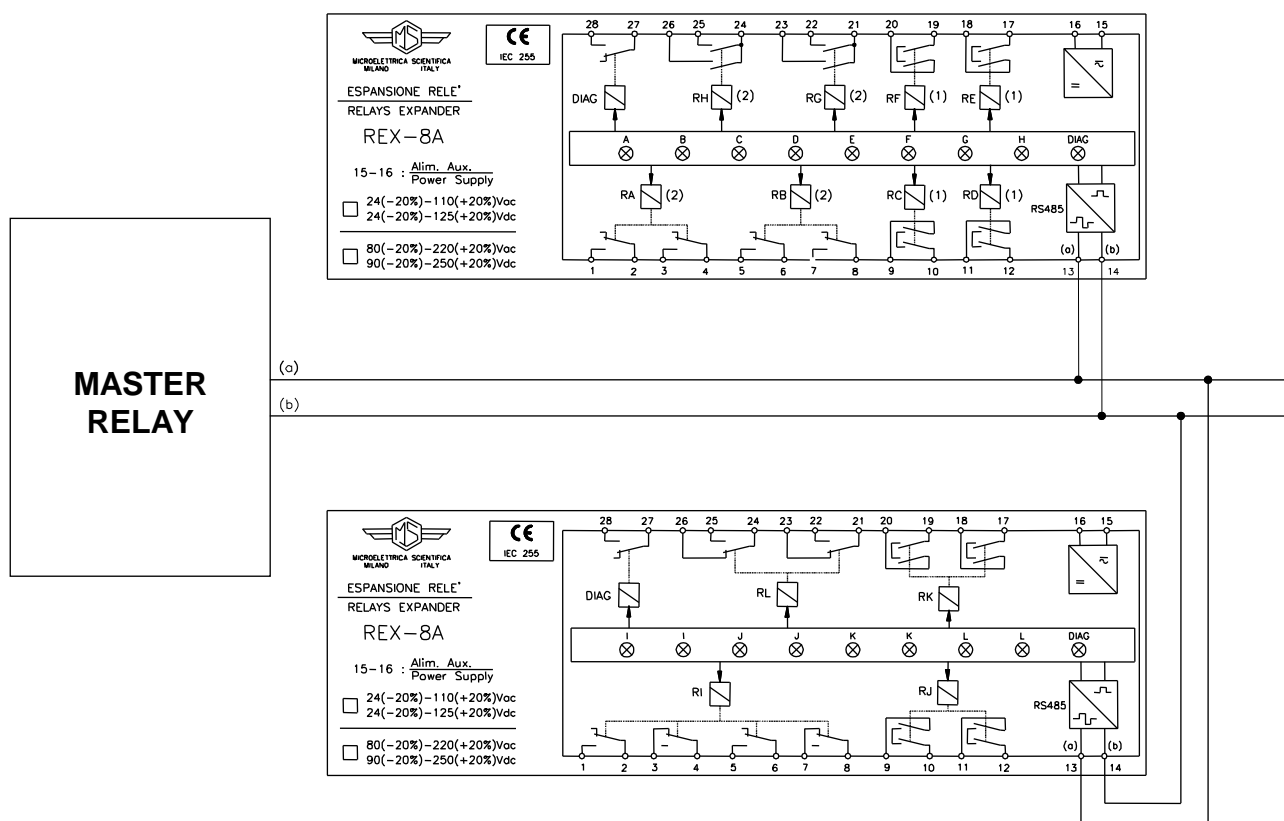 28 27 26 25 24 23 22 21 20 19 18 17 16 15
MS
MICROELETTRICA SCIENTIFICA
MILANO ITALY
CE
IEC 255
ESPANSIONE RELE'
RELAYS EXPANDER
REX-8A
15-16 : Alim. Aux.
Power Supply
24(-20%)-110(+20%)Vac
24(-20%)-125(+20%)Vdc
80(-20%)-220(+20%)Vac
90(-20%)-250(+20%)Vdc
DIAG RH (2) RG (2) RF (1) RE (1)
A B C D E F G H DIAG
RA (2) RB (2) RC (1) RD (1) RS485
(a) (b)
1 2 3 4 5 6 7 8 9 10 11 12 13 14
MASTER
RELAY
(a)
(b)
28 27 26 25 24 23 22 21 20 19 18 17 16 15
MS
MICROELETTRICA SCIENTIFICA
MILANO ITALY
CE
IEC 255
ESPANSIONE RELE'
RELAYS EXPANDER
REX-8A
15-16 : Alim. Aux.
Power Supply
24(-20%)-110(+20%)Vac
24(-20%)-125(+20%)Vdc
80(-20%)-220(+20%)Vac
90(-20%)-250(+20%)Vdc
DIAG RL RK
I I J J K K L L DIAG
RI RJ RS485
(a) (b)
1 2 3 4 5 6 7 8 9 10 11 12 13 14